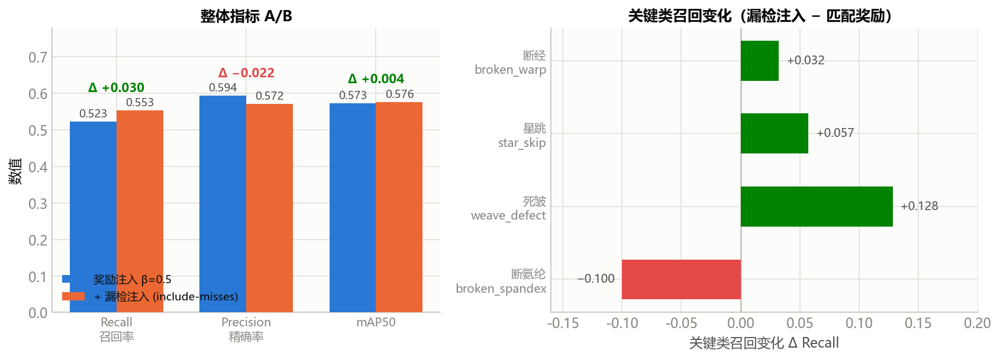 整体指标 A/B
数值
0.7
0.6
0.5
0.4
0.3
0.2
0.1
0.0
Δ +0.030
0.523
0.553
Δ −0.022
0.594
0.572
Δ +0.004
0.573
0.576
奖励注入 β=0.5
+ 漏检注入 (include-misses)
Recall
召回率
Precision
精确率
mAP50
关键类召回变化（漏检注入 − 匹配奖励）
断经
broken_warp
+0.032
星跳
star_skip
+0.057
死皱
weave_defect
+0.128
断氨纶
broken_spandex
−0.100
-0.15
-0.10
-0.05
0.00
0.05
0.10
0.15
0.20
关键类召回变化 Δ Recall